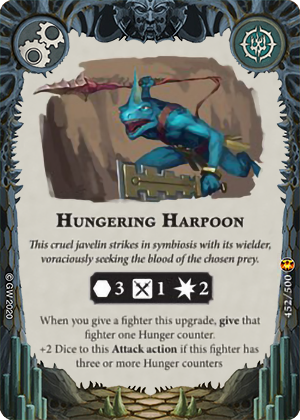 HUNGERING HARPOON
This cruel javelin strikes in symbiosis with its wielder,
voraciously seeking the blood of the chosen prey.
3 1 2
When you give a fighter this upgrade, give that
fighter one Hunger counter.
+2 Dice to this Attack action if this fighter has
three or more Hunger counters
© GW 2020
452/500